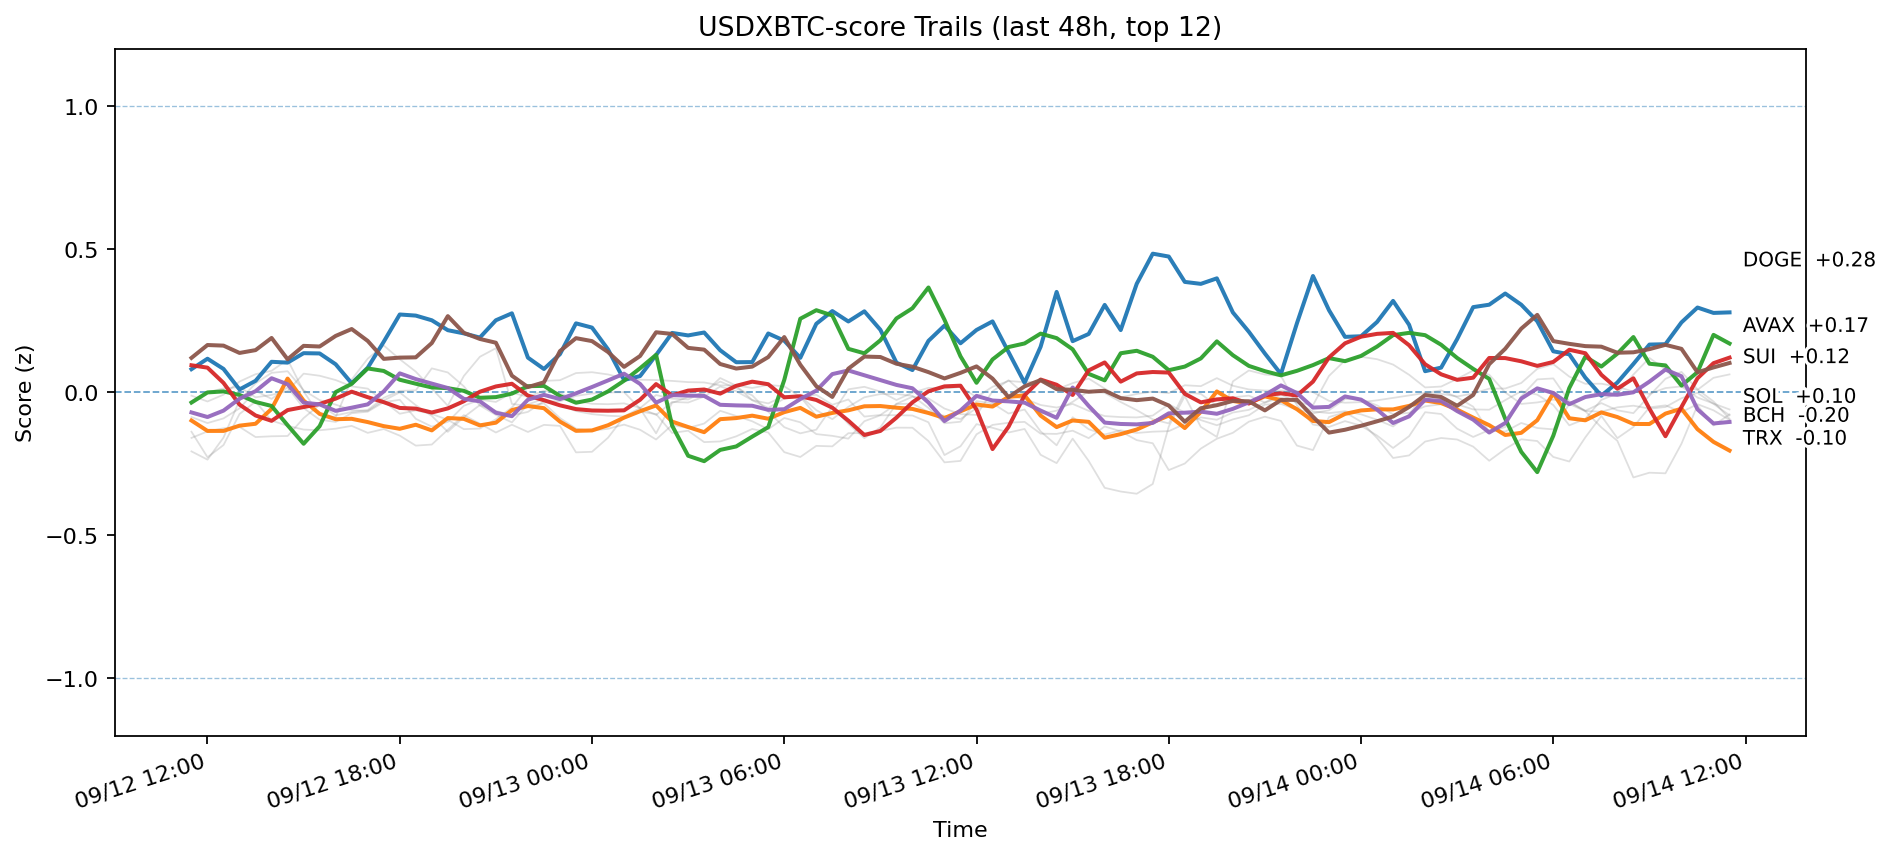 USDXBTC-score Trails (last 48h, top 12)
Score (z)
1.0
0.5
0.0
−0.5
−1.0
DOGE +0.28
AVAX +0.17
SUI +0.12
SOL +0.10
BCH -0.20
TRX -0.10
09/12 12:00
09/12 18:00
09/13 00:00
09/13 06:00
09/13 12:00
09/13 18:00
09/14 00:00
09/14 06:00
09/14 12:00
Time